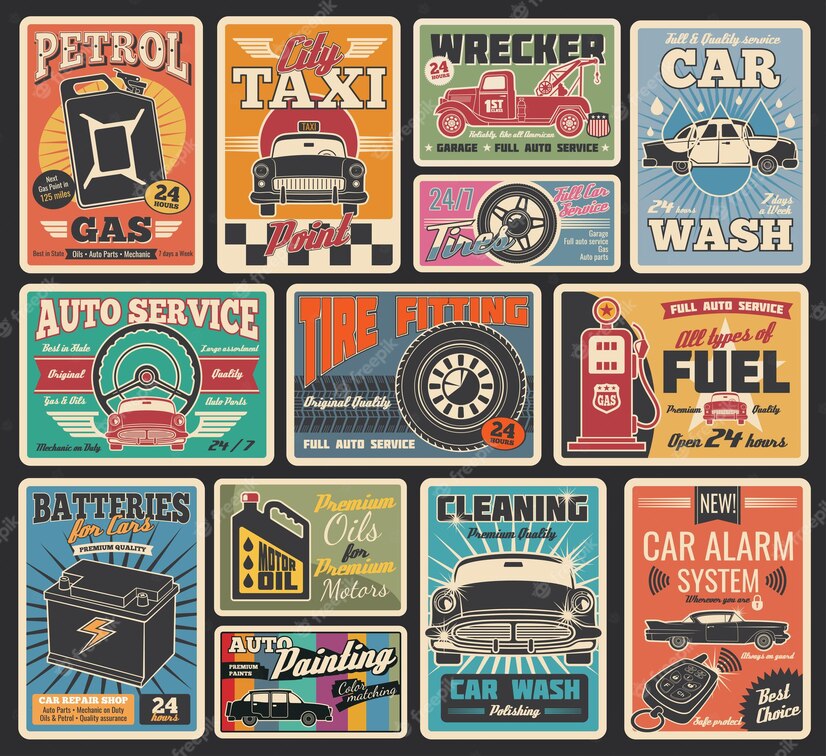 PETROL
Next
Gas Point in
125 miles
24
HOURS
GAS
Best in State Oils • Auto Parts • Mechanic 7 days a Week
City
TAXI
TAXI
Point
WRECKER
24
HOURS
1ST
CLASS
Reliably, like all American
GARAGE ★ FULL AUTO SERVICE
24/7
Full Car
Service
Tires
Garage
Full auto service
Gas
Auto parts
Full & Quality service
CAR
24 hours
7 days
a Week
WASH
AUTO SERVICE
Best in State
Large assortment
Original
Quality
Gas & Oils
Auto Parts
Mechanic on Duty
24/7
TIRE FITTING
Original Quality
24
HOURS
FULL AUTO SERVICE
FULL AUTO SERVICE
All types of
FUEL
GAS
Premium Quality
Open 24 hours
BATTERIES
for Cars
PREMIUM QUALITY
CAR REPAIR SHOP
Auto Parts • Mechanic on Duty
Oils & Petrol • Quality assurance
24
hours
Premium
Oils
for
Premium
Motors
MOTOR
OIL
AUTO
Painting
PREMIUM
PAINTS
Color
matching
CLEANING
Premium Quality
CAR WASH
Polishing
NEW!
CAR ALARM
SYSTEM
Wherever you are
Always on guard
Safe protect
Best
Choice
freepik